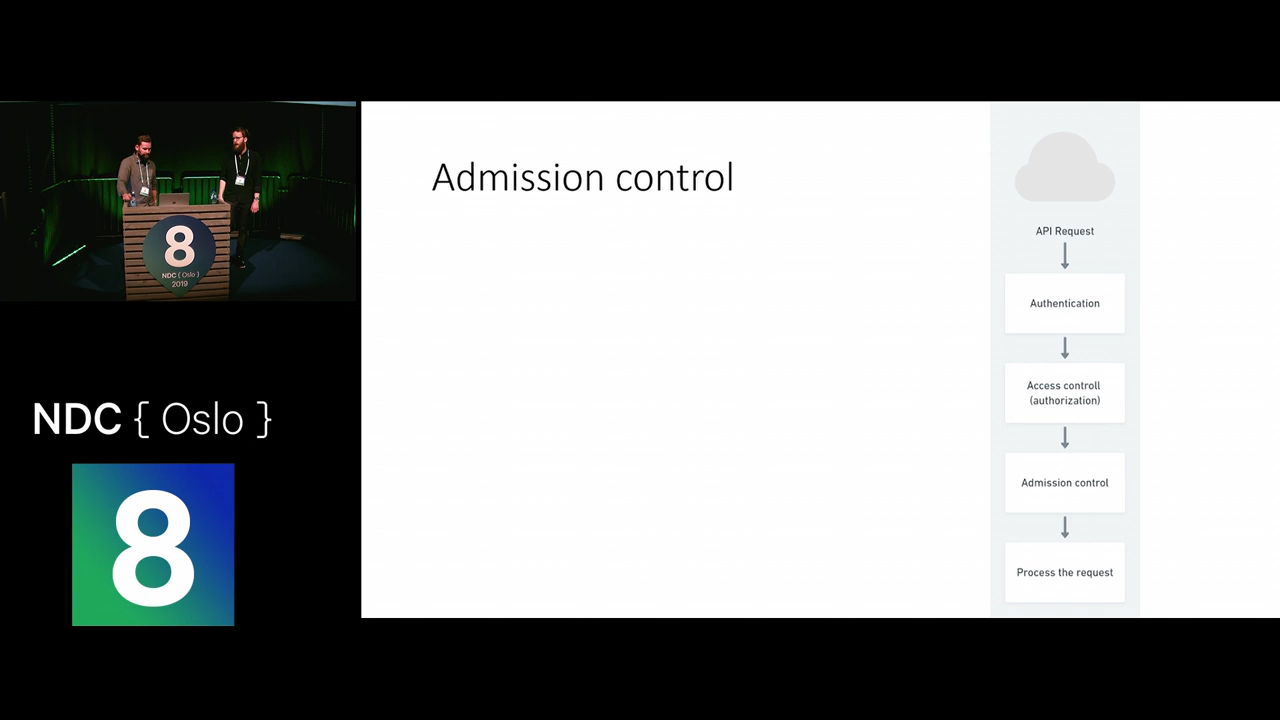 8
NDC { Oslo }
2019
NDC { Oslo }
8
Admission control
API Request
Authentication
Access controll
(authorization)
Admission control
Process the request